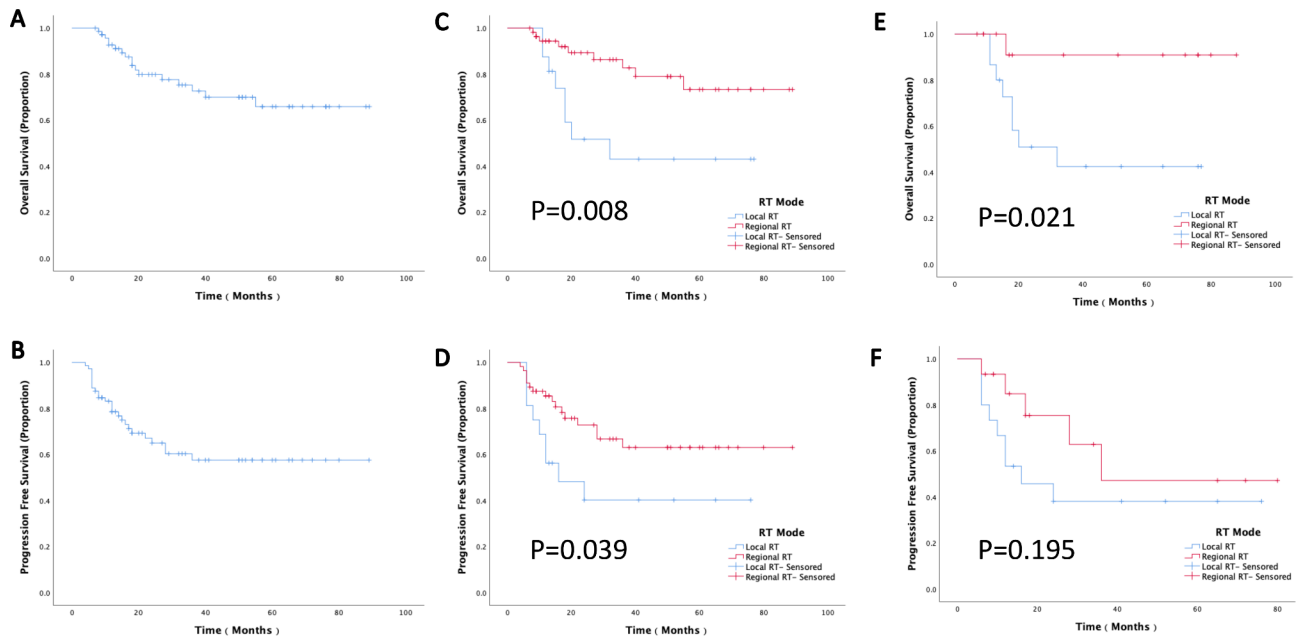 A
Overall Survival (Proportion)
1.0
0.8
0.6
0.4
0.2
0.0
0 20 40 60 80 100
Time ( Months )
C
Overall Survival (Proportion)
1.0
0.8
0.6
0.4
0.2
0.0
P=0.008
RT Mode
Local RT
Regional RT
Local RT- Sensored
Regional RT- Sensored
0 20 40 60 80 100
Time ( Months )
E
Overall Survival (Proportion)
1.0
0.8
0.6
0.4
0.2
0.0
P=0.021
RT Mode
Local RT
Regional RT
Local RT- Sensored
Regional RT- Sensored
0 20 40 60 80 100
Time ( Months )
B
Progression Free Survival (Proportion)
1.0
0.8
0.6
0.4
0.2
0.0
0 20 40 60 80 100
Time ( Months )
D
Progression Free Survival (Proportion)
1.0
0.8
0.6
0.4
0.2
0.0
P=0.039
RT Mode
Local RT
Regional RT
Local RT- Sensored
Regional RT- Sensored
0 20 40 60 80 100
Time ( Months )
F
Progression Free Survival (Proportion)
1.0
0.8
0.6
0.4
0.2
0.0
P=0.195
RT Mode
Local RT
Regional RT
Local RT- Sensored
Regional RT- Sensored
0 20 40 60 80
Time ( Months )